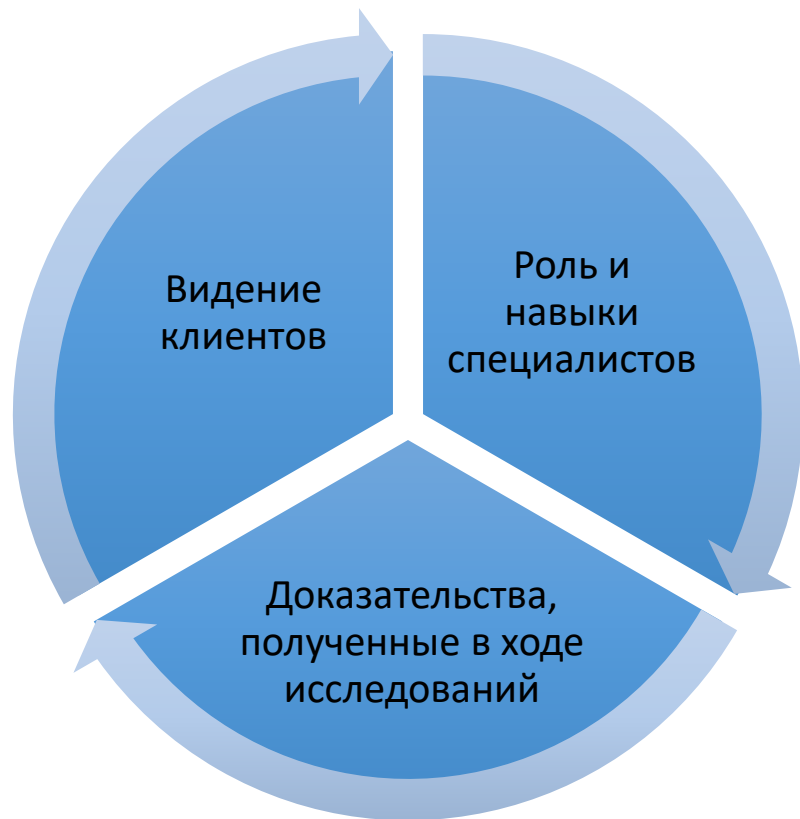 Видение
клиентов
Роль и
навыки
специалистов
Доказательства,
полученные в ходе
исследований